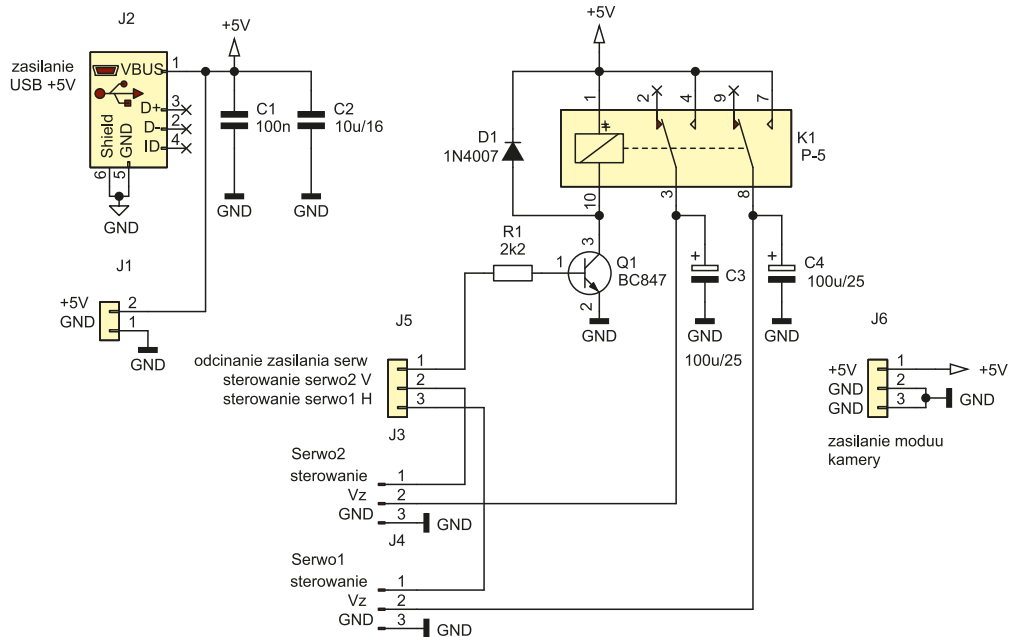 J2
zasilanie
USB +5V
VBUS
1
D+
3
D-
2
ID
4
Shield
GND
6
5
GND
+5V
C1
100n
C2
10u/16
GND
GND
J1
+5V
GND
2
1
GND
+5V
D1
1N4007
1
2
4
9
7
+
K1
P-5
10
3
8
R1
2k2
1
3
2
Q1
BC847
GND
+
C3
GND
100u/25
+
C4
100u/25
GND
J5
odcinanie zasilania serw
sterowanie serwo2 V
sterowanie serwo1 H
1
2
3
J3
Serwo2
sterowanie
Vz
GND
1
2
3
GND
J4
Serwo1
sterowanie
Vz
GND
1
2
3
GND
J6
+5V
GND
GND
1
2
3
+5V
GND
zasilanie moduu
kamery